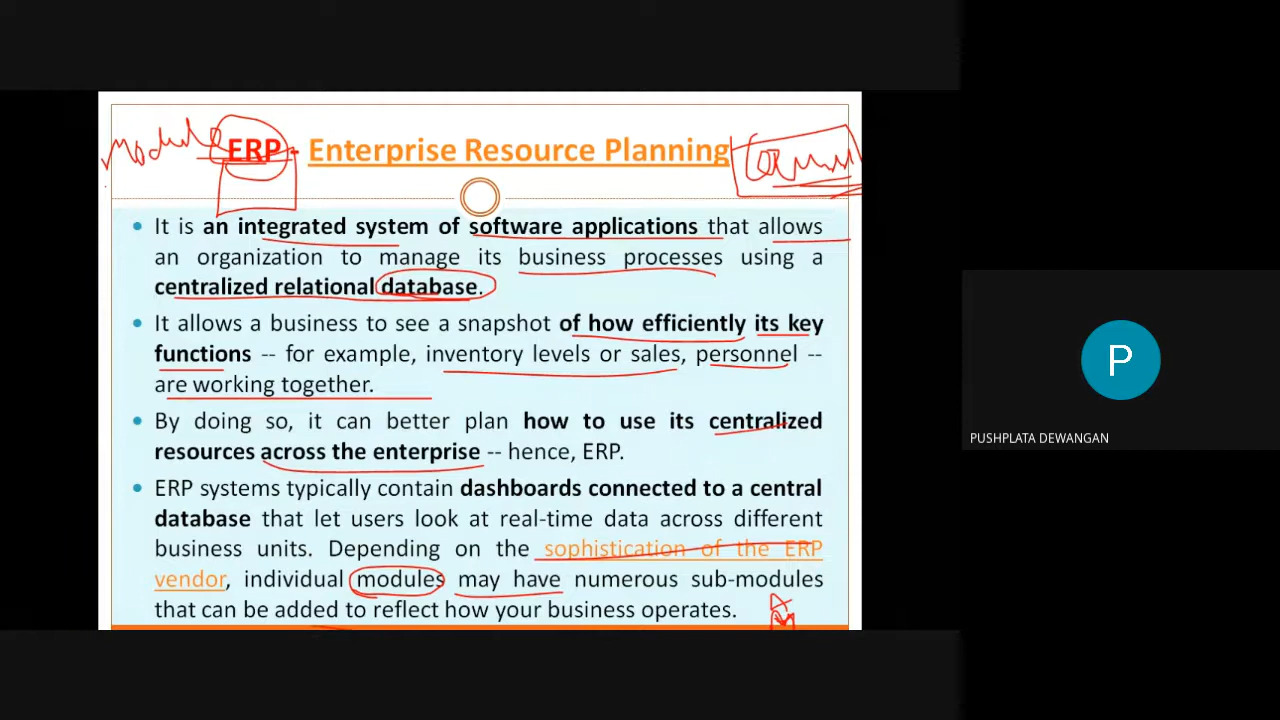 Module ERP - Enterprise Resource Planning
• It is an integrated system of software applications that allows
an organization to manage its business processes using a
centralized relational database.
• It allows a business to see a snapshot of how efficiently its key
functions -- for example, inventory levels or sales, personnel --
are working together.
• By doing so, it can better plan how to use its centralized
resources across the enterprise -- hence, ERP.
• ERP systems typically contain dashboards connected to a central
database that let users look at real-time data across different
business units. Depending on the sophistication of the ERP
vendor, individual modules may have numerous sub-modules
that can be added to reflect how your business operates.
P
PUSHPLATA DEWANGAN